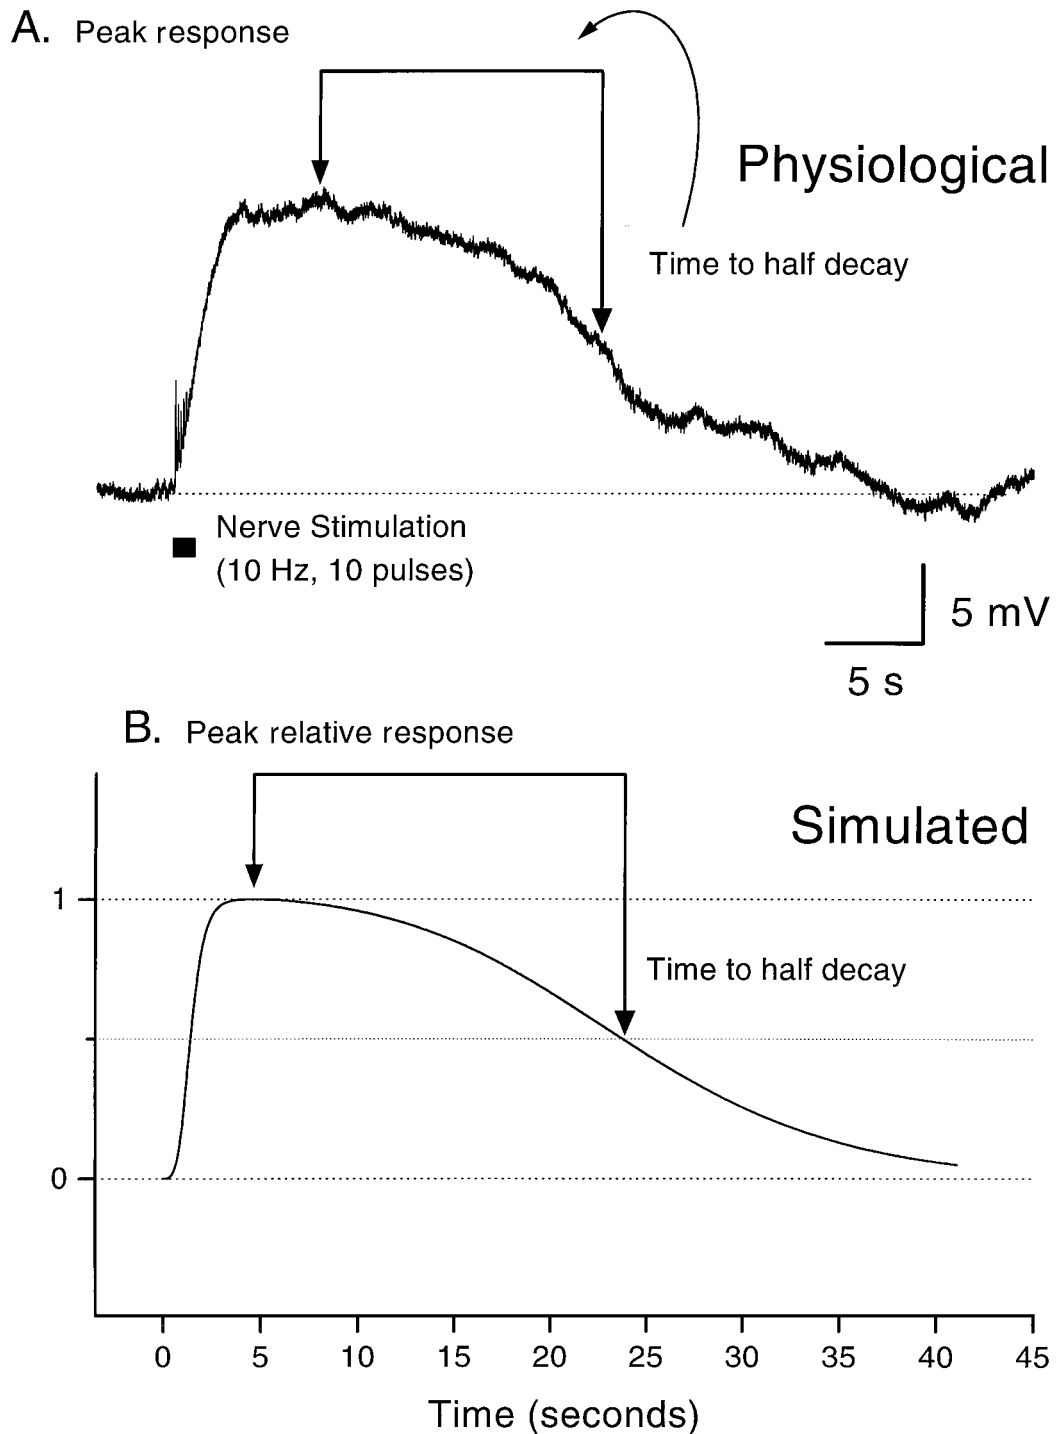 A. Peak response
Physiological
Time to half decay
Nerve Stimulation
(10 Hz, 10 pulses)
5 mV
5 s
B. Peak relative response
Simulated
1
Time to half decay
0
0 5 10 15 20 25 30 35 40 45
Time (seconds)